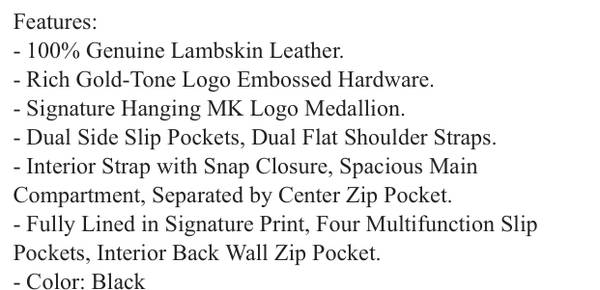 Features:
- 100% Genuine Lambskin Leather.
- Rich Gold-Tone Logo Embossed Hardware.
- Signature Hanging MK Logo Medallion.
- Dual Side Slip Pockets, Dual Flat Shoulder Straps.
- Interior Strap with Snap Closure, Spacious Main
Compartment, Separated by Center Zip Pocket.
- Fully Lined in Signature Print, Four Multifunction Slip
Pockets, Interior Back Wall Zip Pocket.
- Color: Black